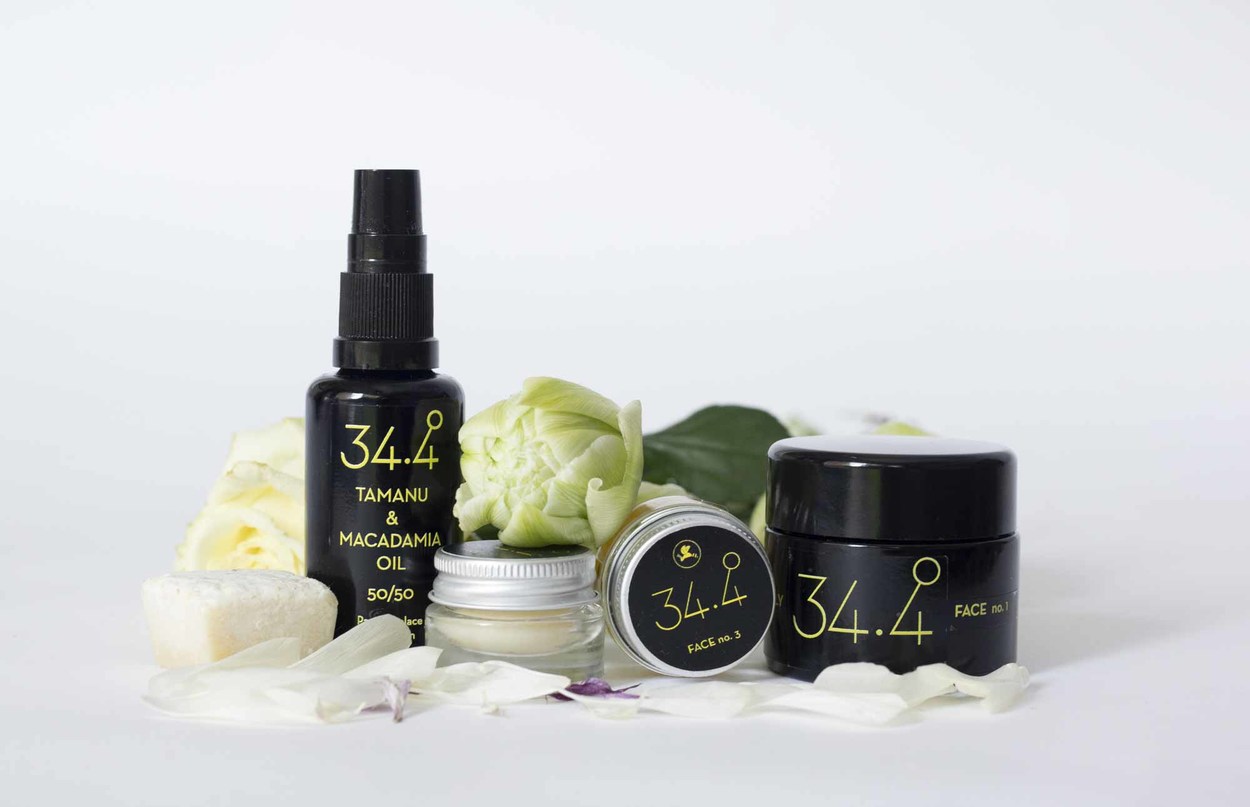 34.4°
TAMANU
&
MACADAMIA
OIL
50/50
34.4°
FACE no. 3
34.4°
FACE no. 1